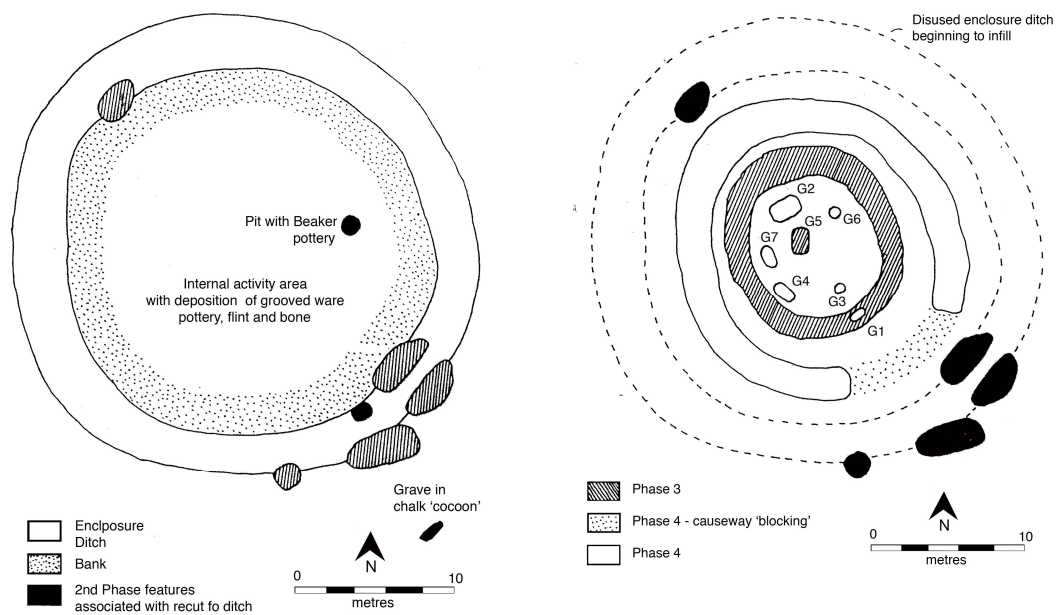 Pit with Beaker
pottery
Internal activity area
with deposition of grooved ware
pottery, flint and bone
Grave in
chalk 'cocoon'
Enclposure
Ditch
Bank
2nd Phase features
associated with recut fo ditch
N
0
10
metres
Disused enclosure ditch
beginning to infill
G2
G6
G5
G7
G4
G3
G1
Phase 3
Phase 4 - causeway 'blocking'
Phase 4
N
0
10
metres